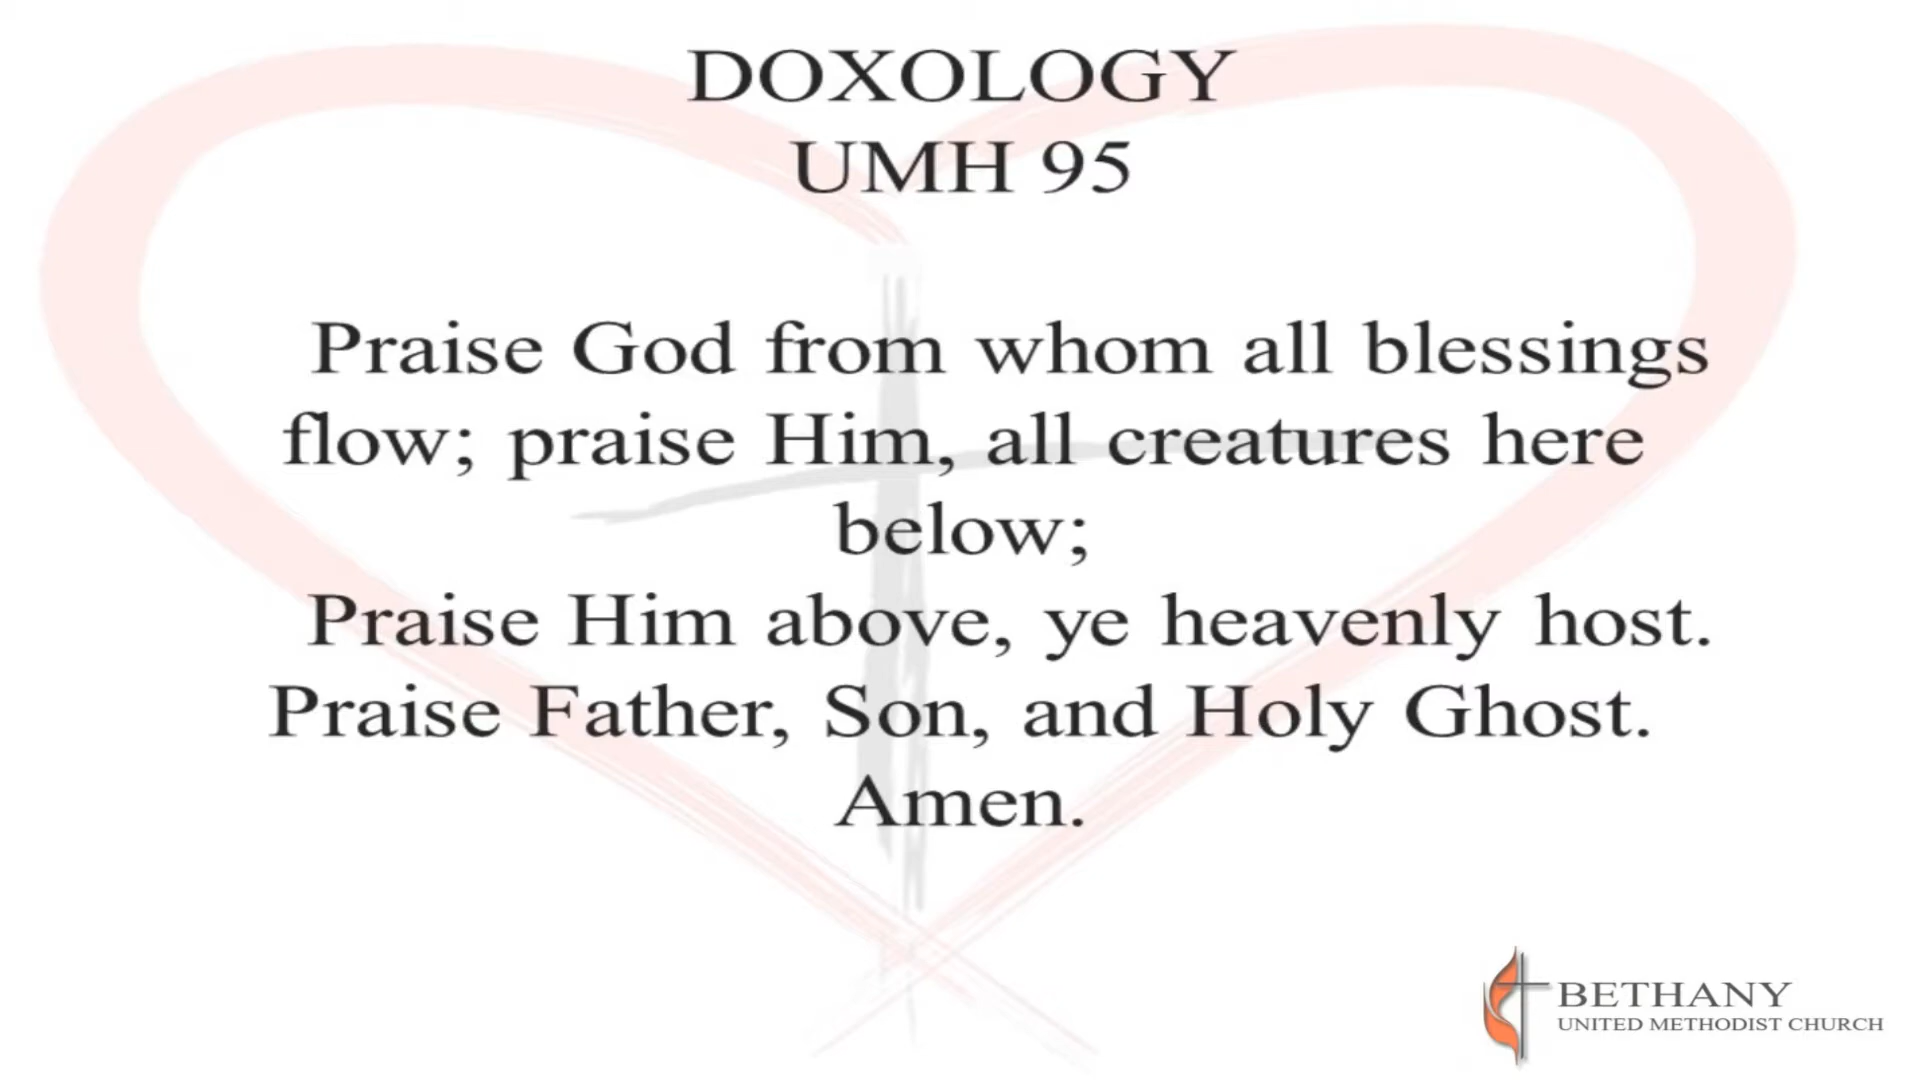 DOXOLOGY
UMH 95
Praise God from whom all blessings
flow; praise Him, all creatures here
below;
Praise Him above, ye heavenly host.
Praise Father, Son, and Holy Ghost.
Amen.
BETHANY
UNITED METHODIST CHURCH